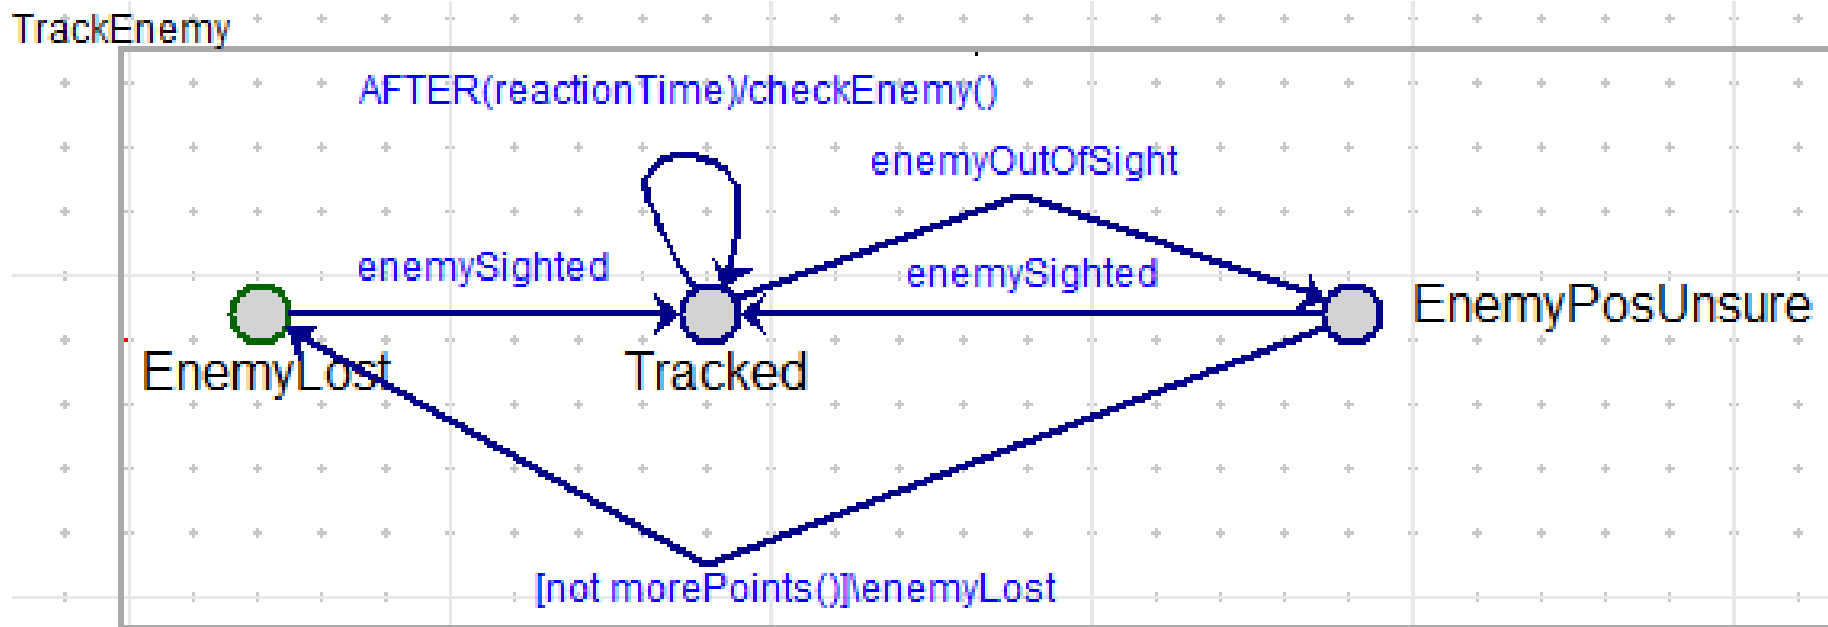 TrackEnemy
AFTER(reactionTime)/checkEnemy()
enemyOutOfSight
enemySighted
enemySighted
EnemyPosUnsure
EnemyLost
Tracked
[not morePoints()]\enemyLost